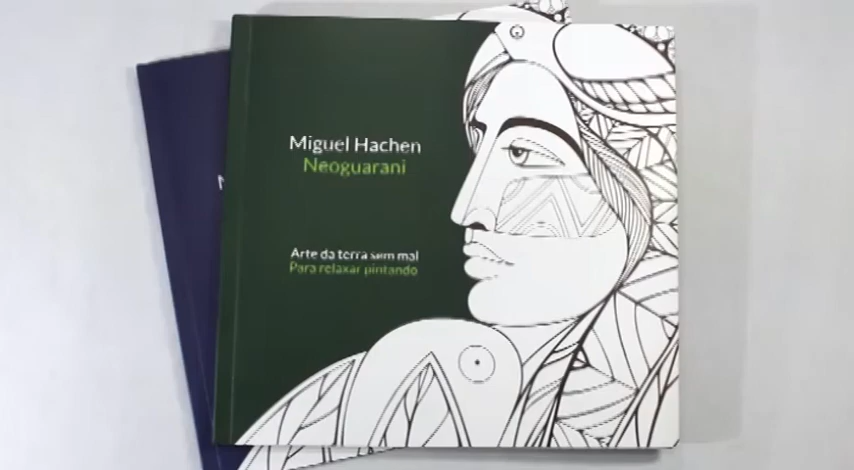 Miguel Hachen
Neoguarani
Arte da terra sem mal
Para relaxar pintando